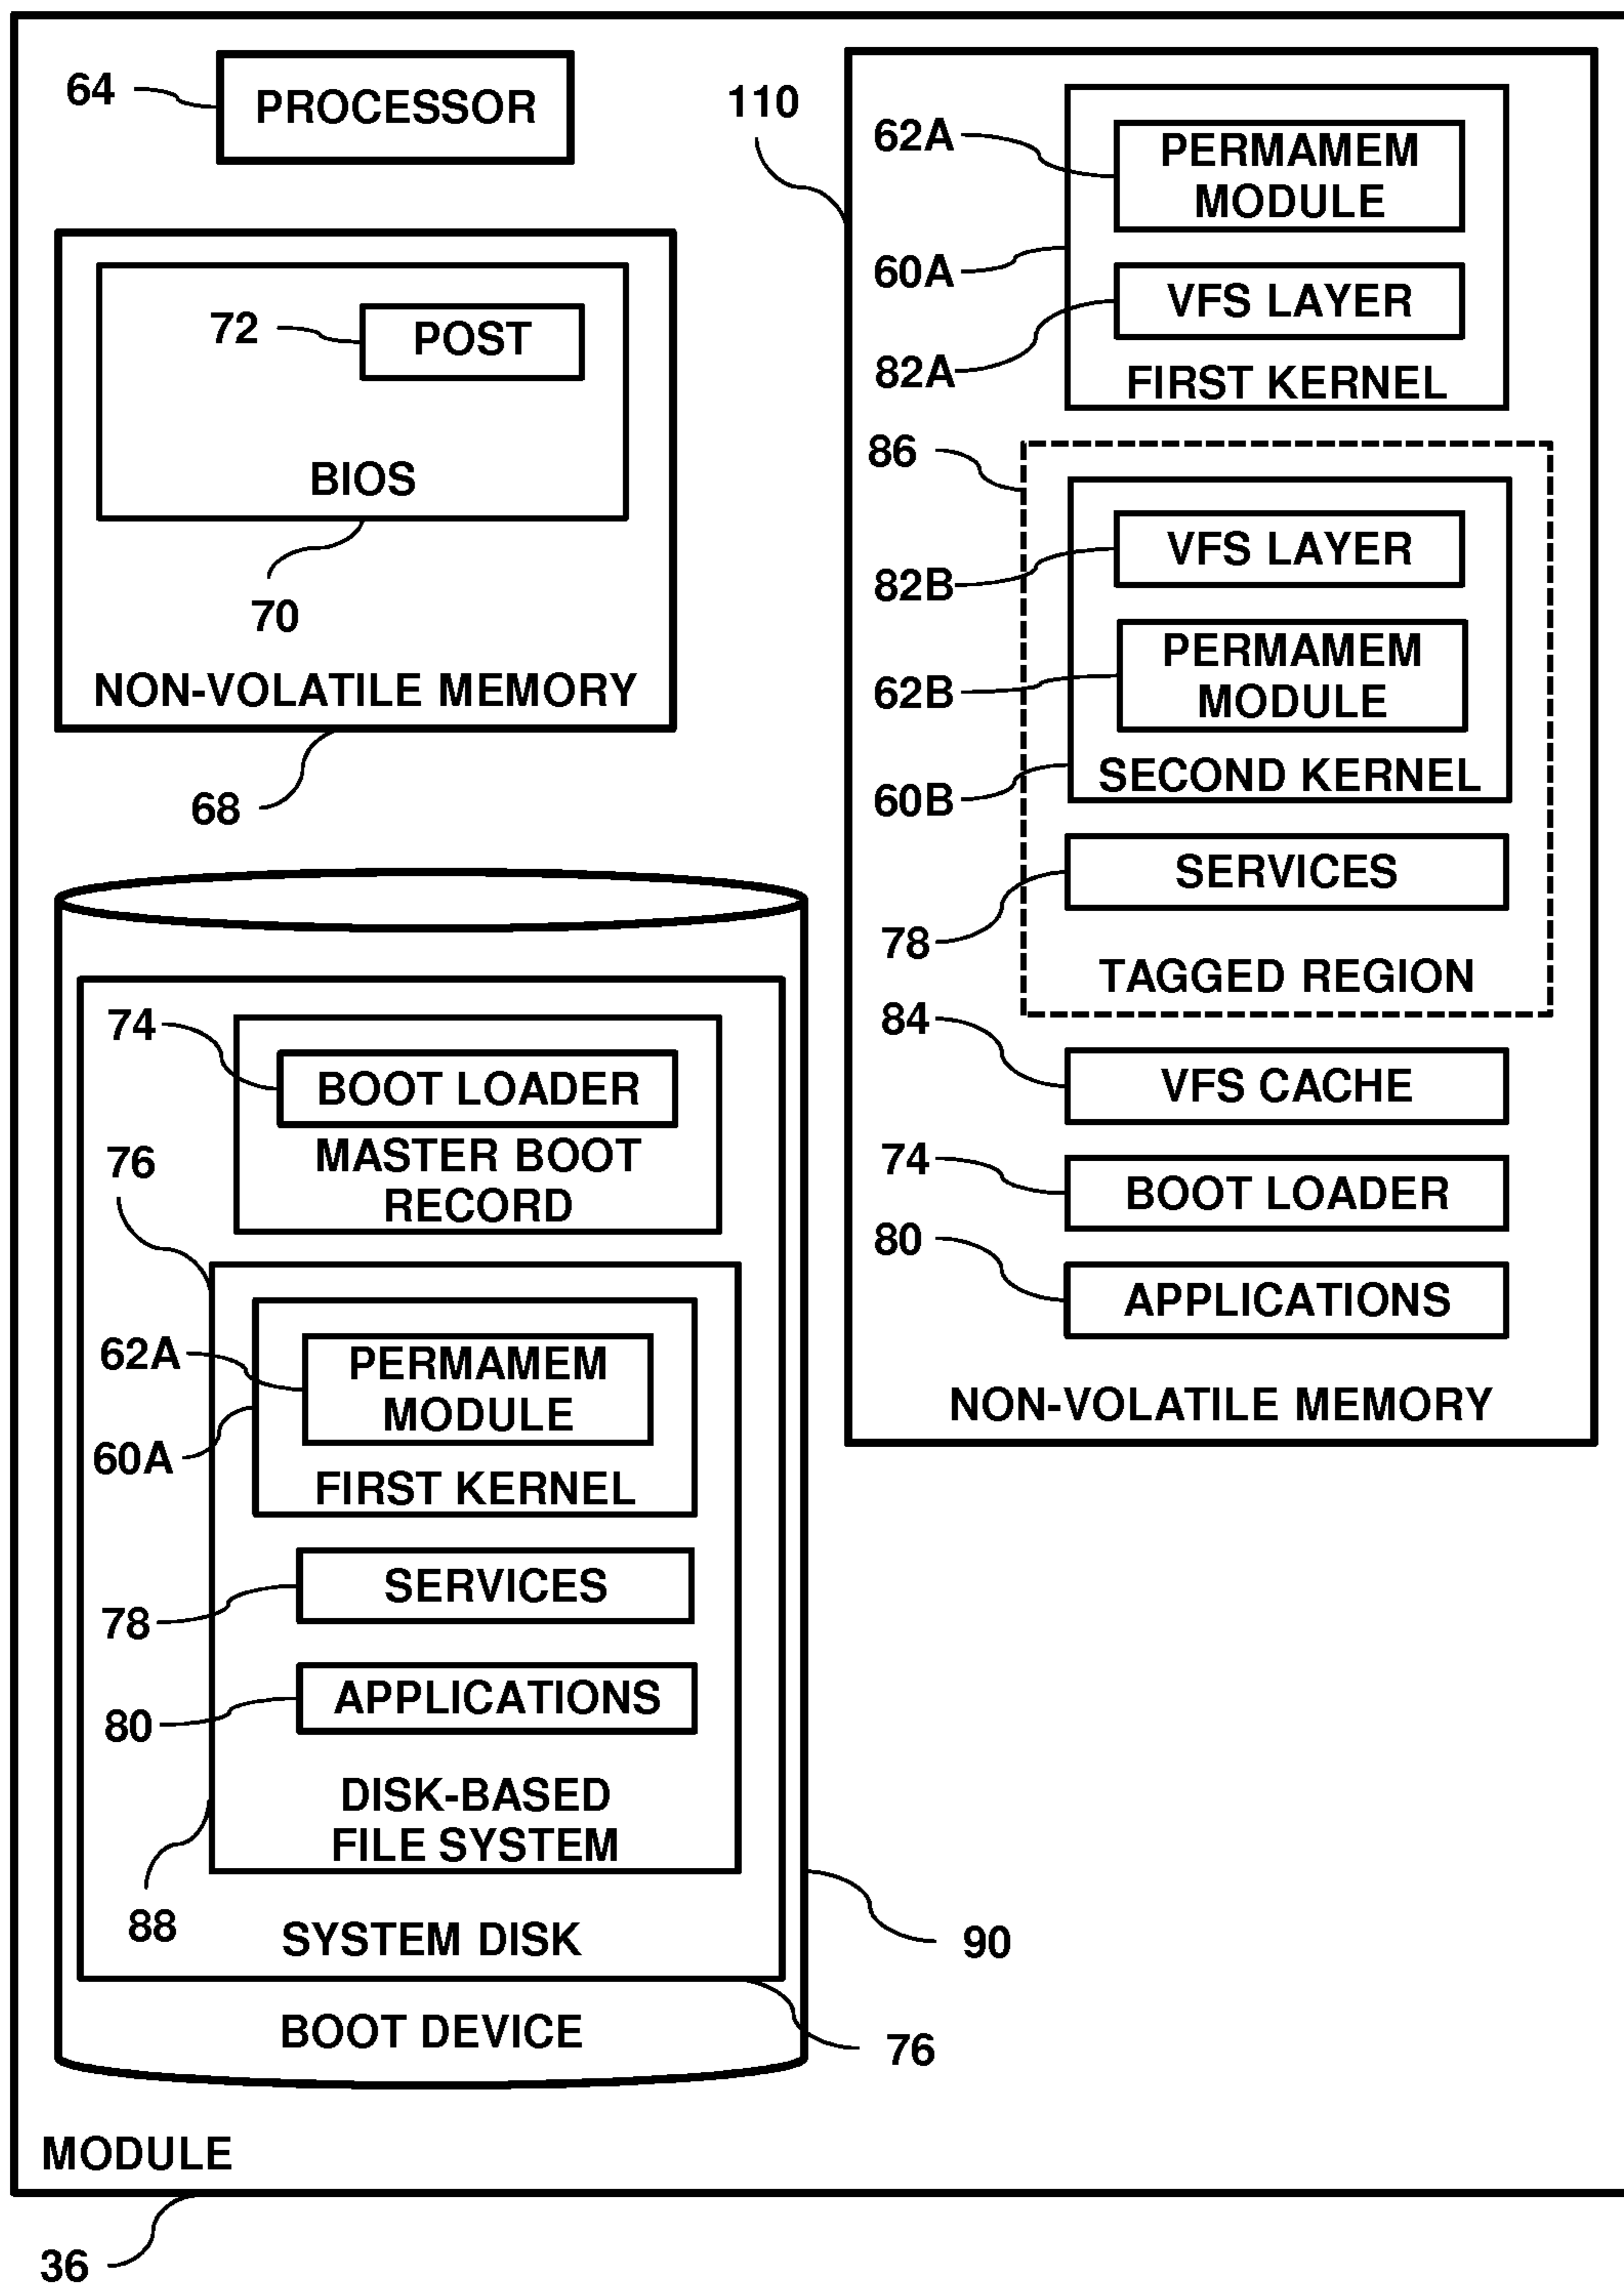 64
PROCESSOR
72
POST
BIOS
70
NON-VOLATILE MEMORY
68
74
BOOT LOADER
MASTER BOOT
RECORD
76
62A
PERMAMEM
MODULE
60A
FIRST KERNEL
78
SERVICES
80
APPLICATIONS
DISK-BASED
FILE SYSTEM
88
SYSTEM DISK
90
BOOT DEVICE
76
MODULE
36
110
62A
PERMAMEM
MODULE
60A
VFS LAYER
82A
FIRST KERNEL
86
VFS LAYER
82B
PERMAMEM
MODULE
62B
SECOND KERNEL
60B
SERVICES
78
TAGGED REGION
84
VFS CACHE
74
BOOT LOADER
80
APPLICATIONS
NON-VOLATILE MEMORY